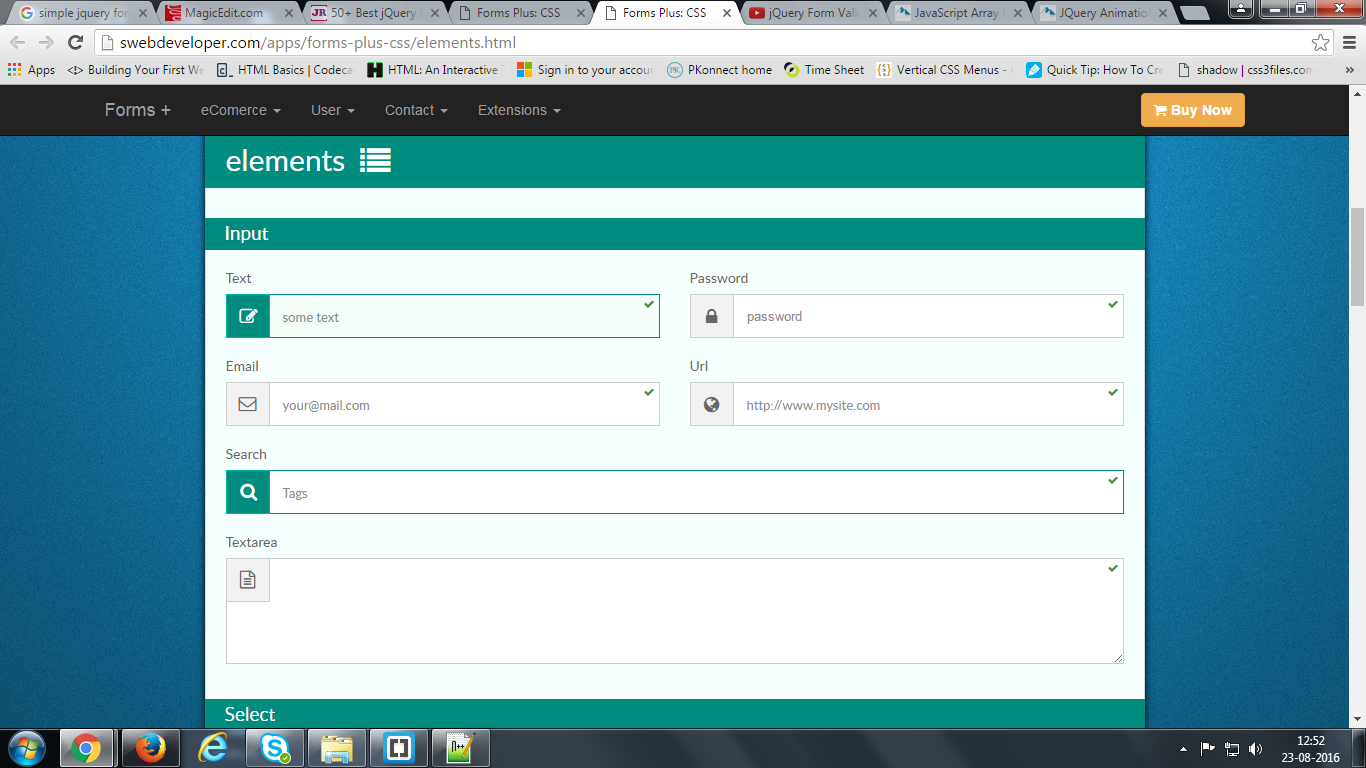 simple jquery for
MagicEdit.com
JR 50+ Best jQuery
Forms Plus: CSS
Forms Plus: CSS
jQuery Form Vali
JavaScript Array
JQuery Animatio
swebdeveloper.com/apps/forms-plus-css/elements.html
Apps
<> Building Your First We
HTML Basics | Codeca
H HTML: An Interactive
Sign in to your accoun
PK PKonnect home
Time Sheet
Vertical CSS Menus -
Quick Tip: How To Cre
shadow | css3files.com
»
Forms +
eComerce
User
Contact
Extensions
Buy Now
elements
Input
Text
Password
some text
password
Email
Url
your@mail.com
http://www.mysite.com
Search
Tags
Textarea
Select
12:52
23-08-2016